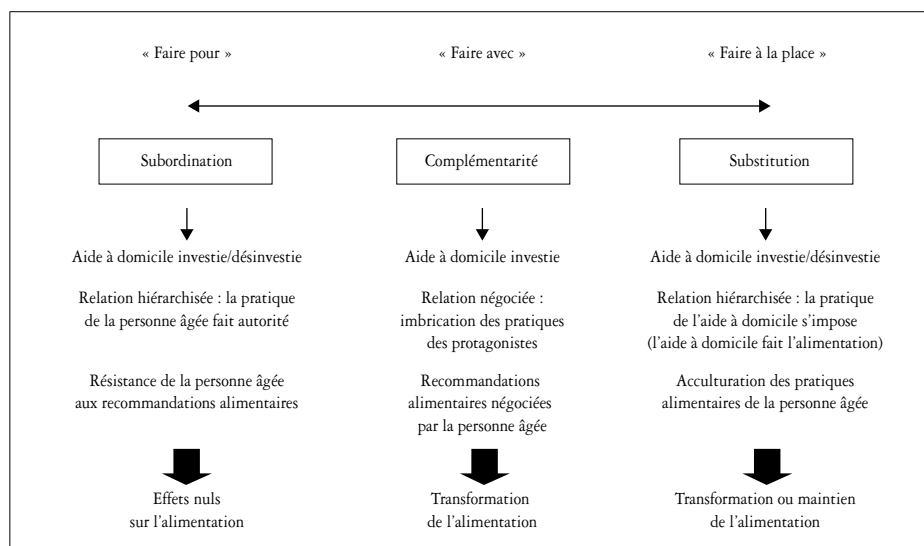 « Faire pour »
« Faire avec »
« Faire à la place »
Subordination
Complémentarité
Substitution
Aide à domicile investie/désinvestie
Aide à domicile investie
Aide à domicile investie/désinvestie
Relation hiérarchisée : la pratique
de la personne âgée fait autorité
Relation négociée :
imbrication des pratiques
des protagonistes
Relation hiérarchisée : la pratique
de l’aide à domicile s’impose
(l’aide à domicile fait l’alimentation)
Résistance de la personne âgée
aux recommandations alimentaires
Recommandations
alimentaires négociées
par la personne âgée
Acculturation des pratiques
alimentaires de la personne âgée
Effets nuls
sur l’alimentation
Transformation
de l’alimentation
Transformation ou maintien
de l’alimentation